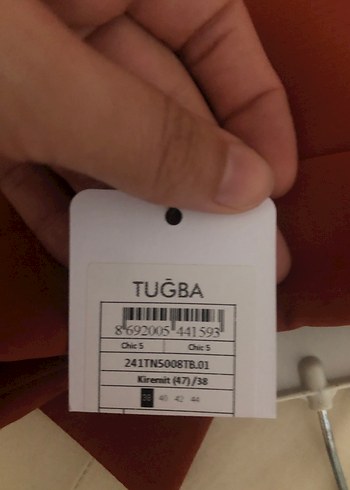 TUĞBA
8 692005 441593
Chic 5 Chic 5
241TN5008TB.01
Kiremit (47) /38
38 40 42 44